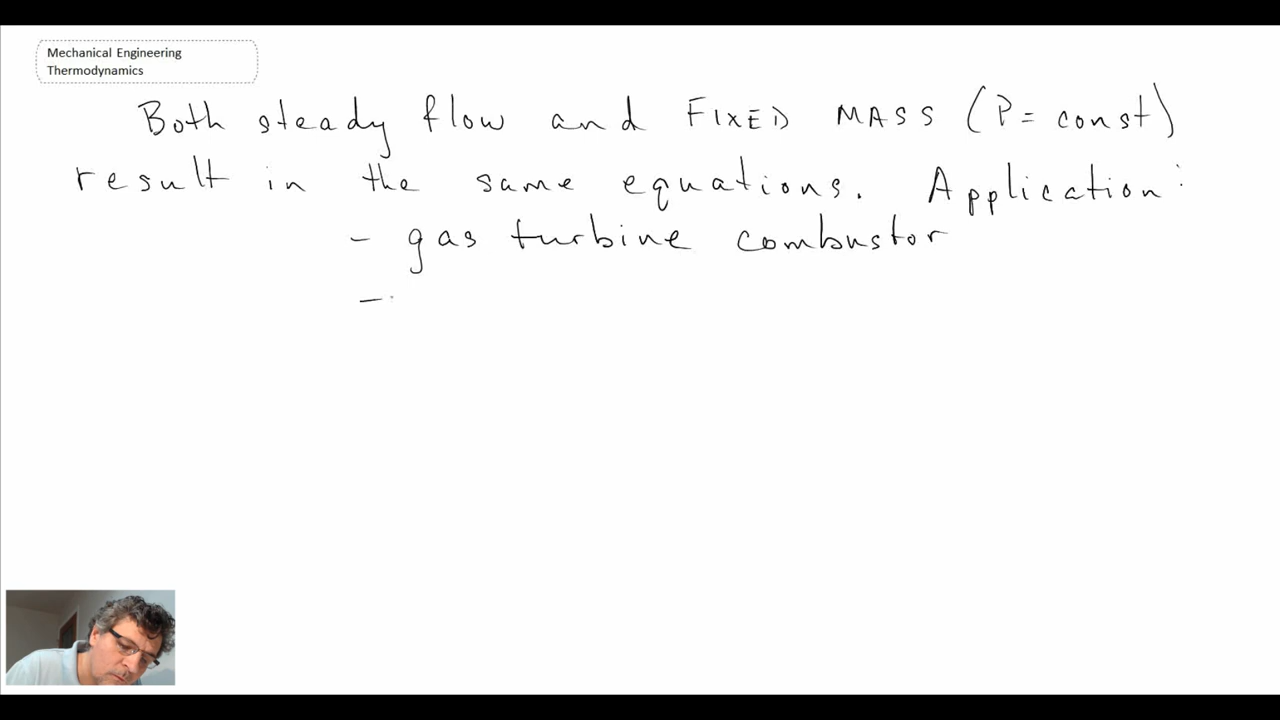 Mechanical Engineering
Thermodynamics
Both steady flow and FIXED MASS (P = const)
result in the same equations. Application:
- gas turbine combustor
-